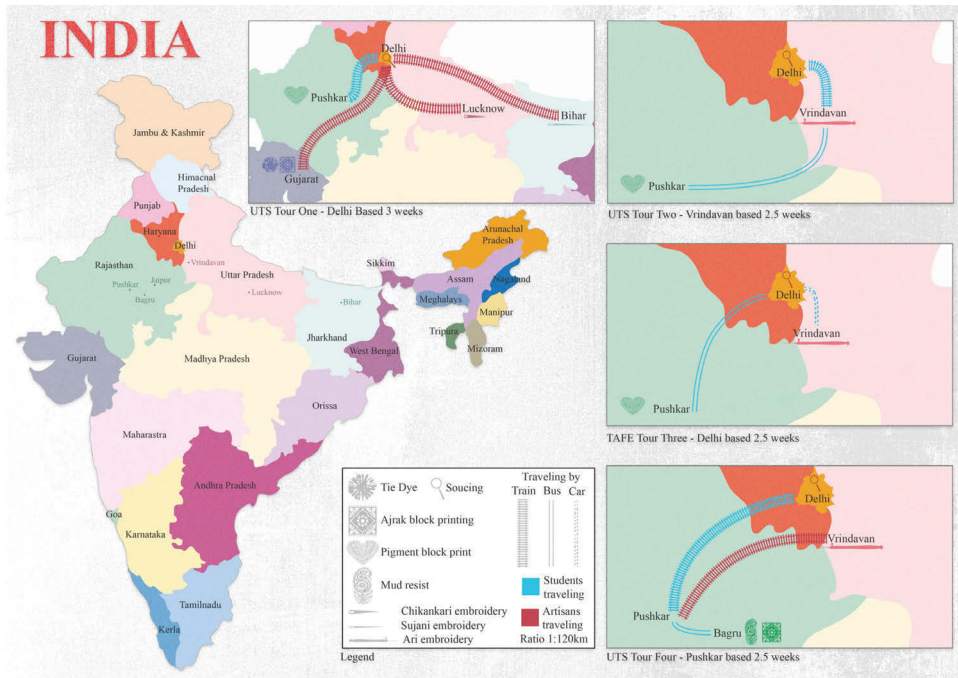 INDIA
Jambu & Kashmir
Himacnal
Pradesh
Punjab
Haryana
Delhi
Vrindavan
Rajasthan
Pushkar
Jaipur
Bagru
Uttar Pradesh
Lucknow
Sikkim
Arunachal
Pradesh
Assam
Nagaland
Meghalays
Manipur
Tripura
Mizoram
Bihar
Jharkhand
West Bengal
Gujarat
Madhya Pradesh
Orissa
Maharastra
Andhra Pradesh
Goa
Karnataka
Tamilnadu
Kerla
Delhi
Pushkar
Lucknow
Bihar
Gujarat
UTS Tour One - Delhi Based 3 weeks
Delhi
Vrindavan
Pushkar
UTS Tour Two - Vrindavan based 2.5 weeks
Delhi
Vrindavan
Pushkar
TAFE Tour Three - Delhi based 2.5 weeks
Delhi
Vrindavan
Pushkar
Bagru
UTS Tour Four - Pushkar based 2.5 weeks
Tie Dye
Soucing
Ajrak block printing
Pigment block print
Mud resist
Chikankari embroidery
Sujani embroidery
Ari embroidery
Traveling by
Train Bus Car
Students
traveling
Artisans
traveling
Ratio 1:120km
Legend